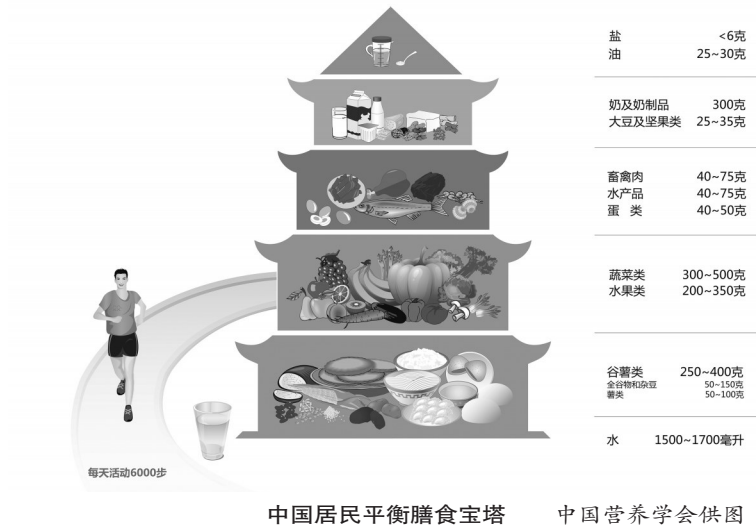 盐 <6克
油 25~30克
奶及奶制品 300克
大豆及坚果类 25~35克
畜禽肉 40~75克
水产品 40~75克
蛋 类 40~50克
蔬菜类 300~500克
水果类 200~350克
谷薯类 250~400克
全谷物和杂豆 50~150克
薯类 50~100克
水 1500~1700毫升
每天活动6000步
中国居民平衡膳食宝塔 中国营养学会供图